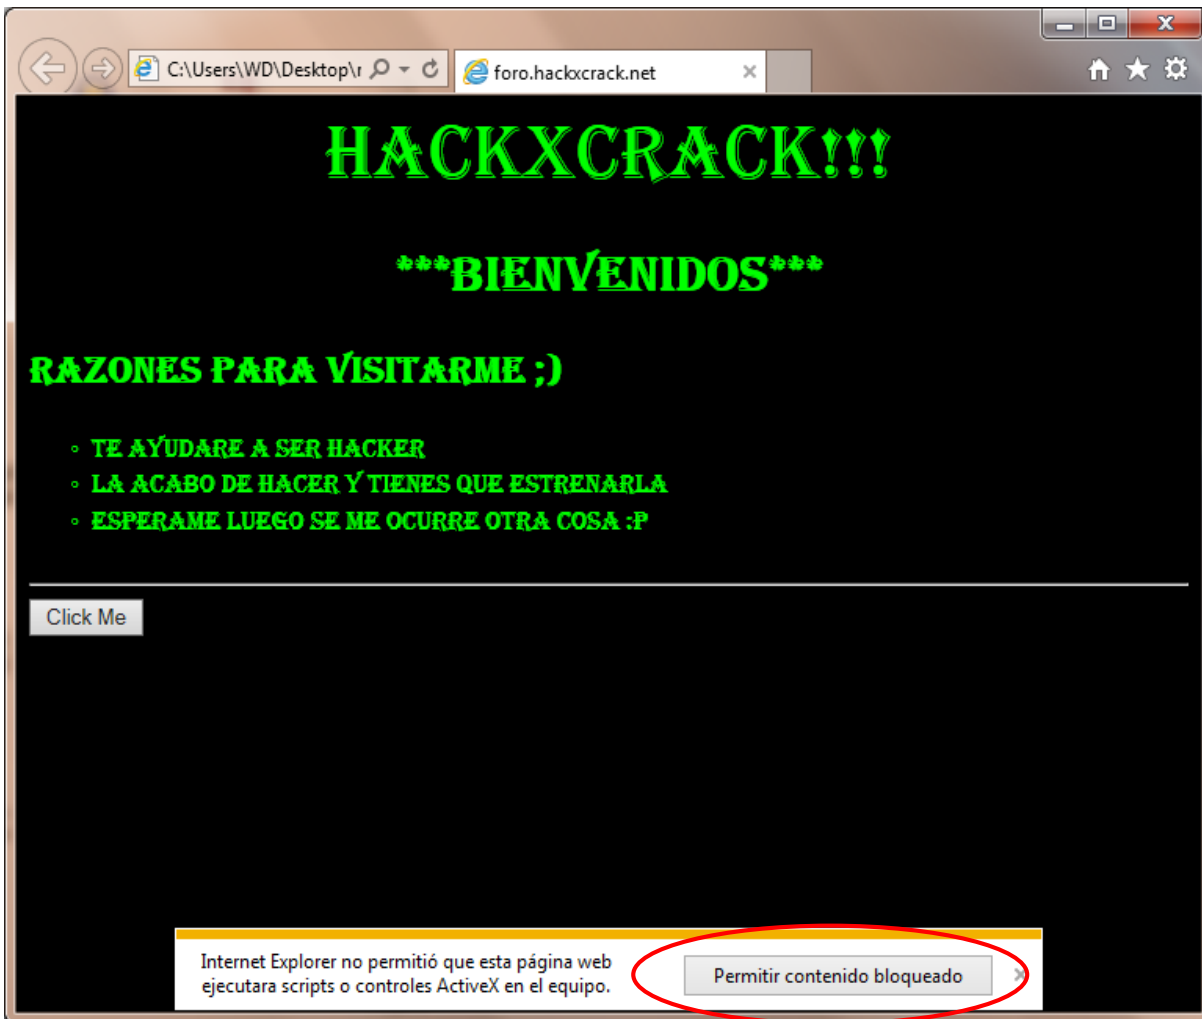 C:\Users\WD\Desktop\r
foro.hackxcrack.net
HACKXCRACK!!!
***BIENVENIDOS***
RAZONES PARA VISITARME ;)
TE AYUDARE A SER HACKER
LA ACABO DE HACER Y TIENES QUE ESTRENARLA
ESPERAME LUEGO SE ME OCURRE OTRA COSA :P
Click Me
Internet Explorer no permitió que esta página web
ejecutara scripts o controles ActiveX en el equipo.
Permitir contenido bloqueado